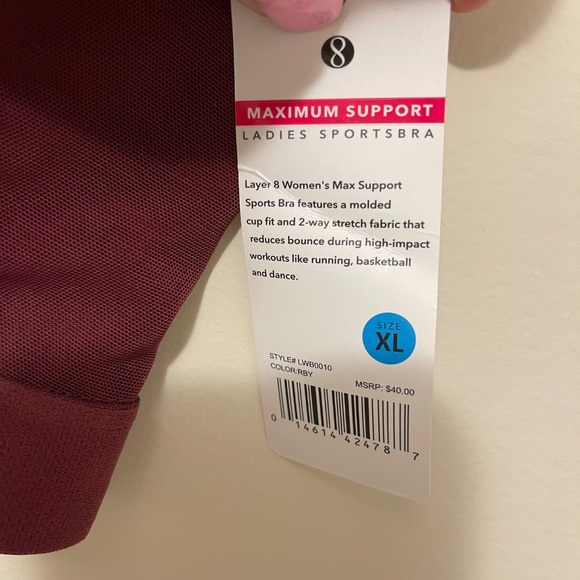 8
MAXIMUM SUPPORT
LADIES SPORTSBRA
Layer 8 Women's Max Support
Sports Bra features a molded
cup fit and 2-way stretch fabric that
reduces bounce during high-impact
workouts like running, basketball
and dance.
SIZE
XL
STYLE# LWB0010
COLOR:RBY
MSRP: $40.00
0 14614 42478 7